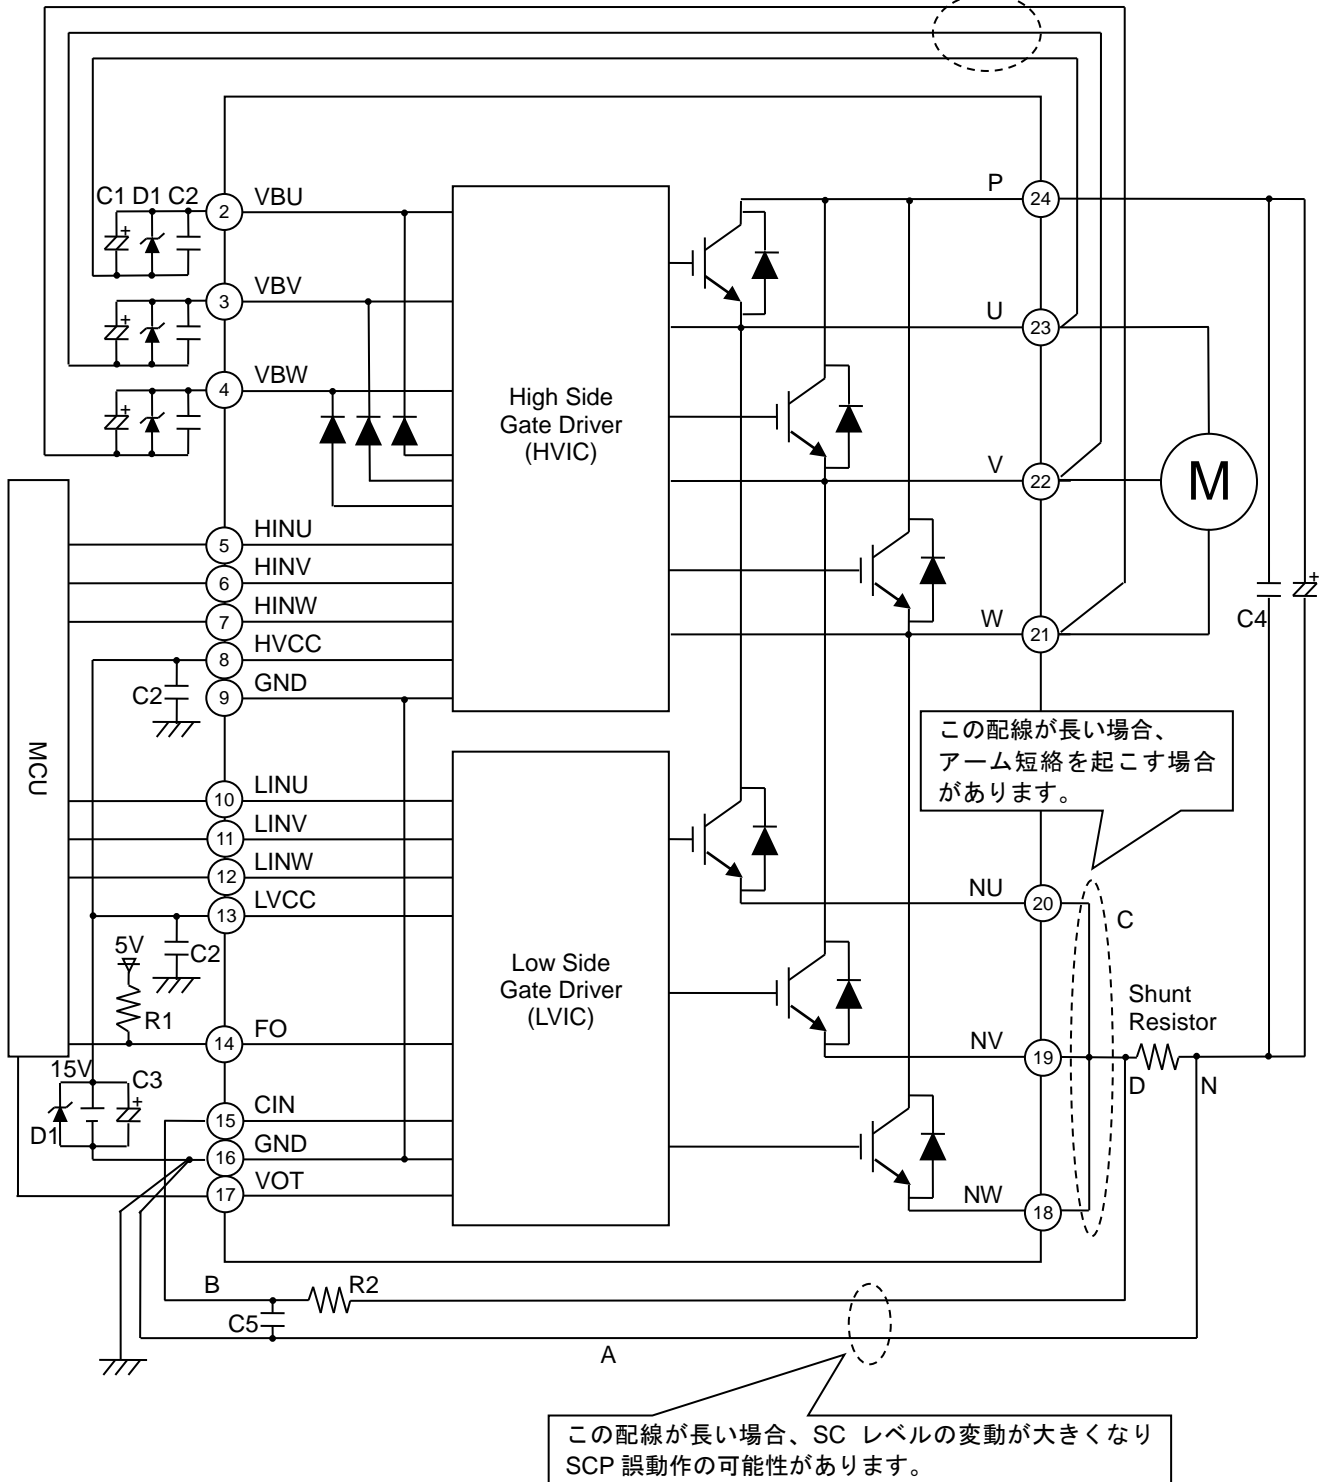 C1 D1 C2
2 VBU
3 VBV
4 VBW
5 HINU
6 HINV
7 HINW
8 HVCC
C2
9 GND
MCU
10 LINU
11 LINV
12 LINW
13 LVCC
C2
5V
R1
14 FO
15V
C3
D1
15 CIN
16 GND
17 VOT
High Side
Gate Driver
(HVIC)
Low Side
Gate Driver
(LVIC)
P 24
U 23
V 22
W 21
M
C4
+
+
+
+
+
この配線が長い場合、
アーム短絡を起こす場合
があります。
NU 20
C
Shunt
Resistor
NV 19
D
N
NW 18
B
R2
C5
A
この配線が長い場合、SC レベルの変動が大きくなり
SCP 誤動作の可能性があります。